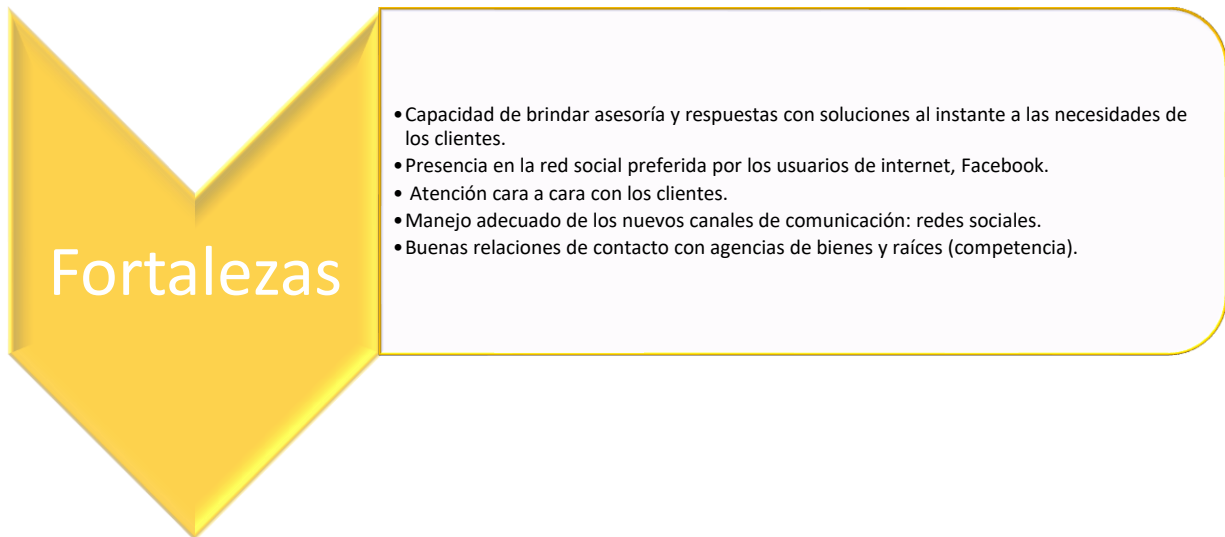 Fortalezas
•Capacidad de brindar asesoría y respuestas con soluciones al instante a las necesidades de
los clientes.
•Presencia en la red social preferida por los usuarios de internet, Facebook.
• Atención cara a cara con los clientes.
•Manejo adecuado de los nuevos canales de comunicación: redes sociales.
•Buenas relaciones de contacto con agencias de bienes y raíces (competencia).